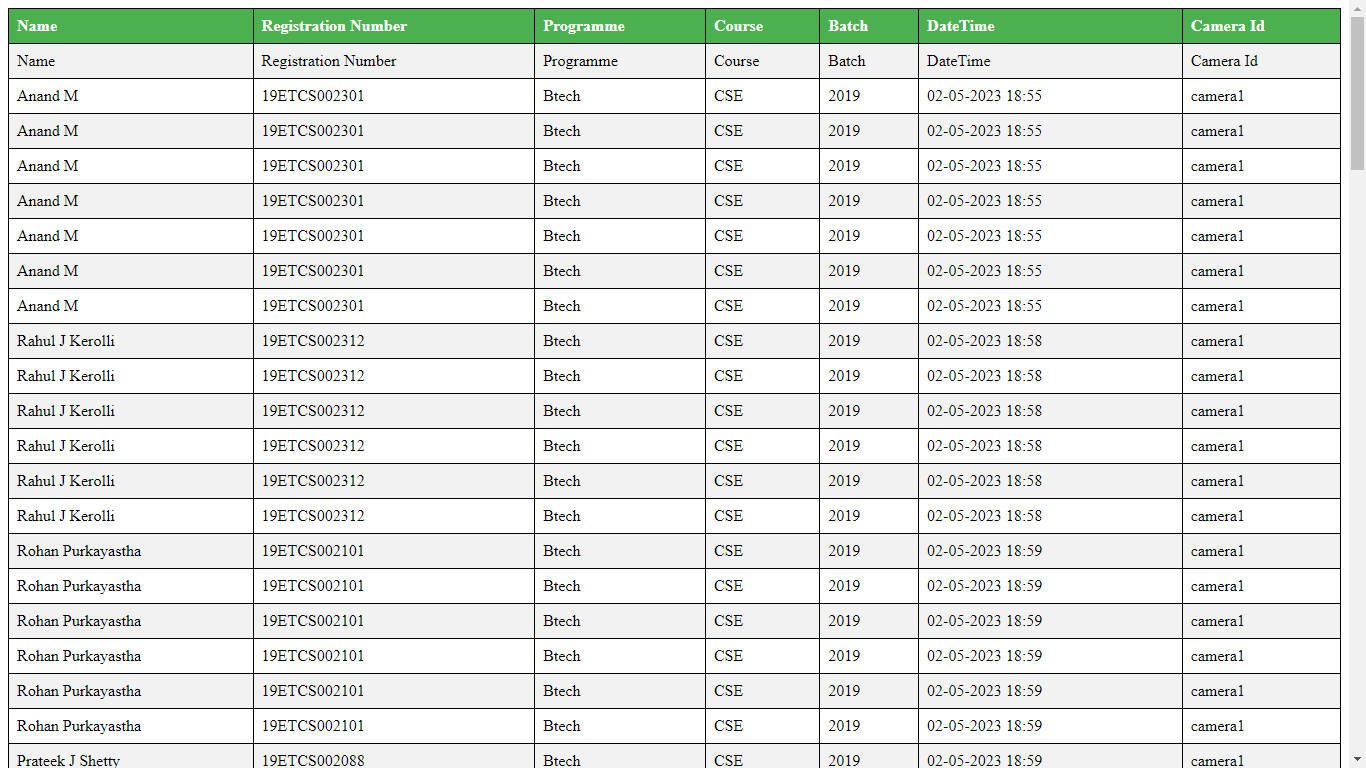 Name Registration Number Programme Course Batch DateTime Camera Id
Name Registration Number Programme Course Batch DateTime Camera Id
Anand M 19ETCS002301 Btech CSE 2019 02-05-2023 18:55 camera1
Anand M 19ETCS002301 Btech CSE 2019 02-05-2023 18:55 camera1
Anand M 19ETCS002301 Btech CSE 2019 02-05-2023 18:55 camera1
Anand M 19ETCS002301 Btech CSE 2019 02-05-2023 18:55 camera1
Anand M 19ETCS002301 Btech CSE 2019 02-05-2023 18:55 camera1
Anand M 19ETCS002301 Btech CSE 2019 02-05-2023 18:55 camera1
Anand M 19ETCS002301 Btech CSE 2019 02-05-2023 18:55 camera1
Rahul J Kerolli 19ETCS002312 Btech CSE 2019 02-05-2023 18:58 camera1
Rahul J Kerolli 19ETCS002312 Btech CSE 2019 02-05-2023 18:58 camera1
Rahul J Kerolli 19ETCS002312 Btech CSE 2019 02-05-2023 18:58 camera1
Rahul J Kerolli 19ETCS002312 Btech CSE 2019 02-05-2023 18:58 camera1
Rahul J Kerolli 19ETCS002312 Btech CSE 2019 02-05-2023 18:58 camera1
Rahul J Kerolli 19ETCS002312 Btech CSE 2019 02-05-2023 18:58 camera1
Rohan Purkayastha 19ETCS002101 Btech CSE 2019 02-05-2023 18:59 camera1
Rohan Purkayastha 19ETCS002101 Btech CSE 2019 02-05-2023 18:59 camera1
Rohan Purkayastha 19ETCS002101 Btech CSE 2019 02-05-2023 18:59 camera1
Rohan Purkayastha 19ETCS002101 Btech CSE 2019 02-05-2023 18:59 camera1
Rohan Purkayastha 19ETCS002101 Btech CSE 2019 02-05-2023 18:59 camera1
Rohan Purkayastha 19ETCS002101 Btech CSE 2019 02-05-2023 18:59 camera1
Prateek J Shetty 19ETCS002088 Btech CSE 2019 02-05-2023 18:59 camera1